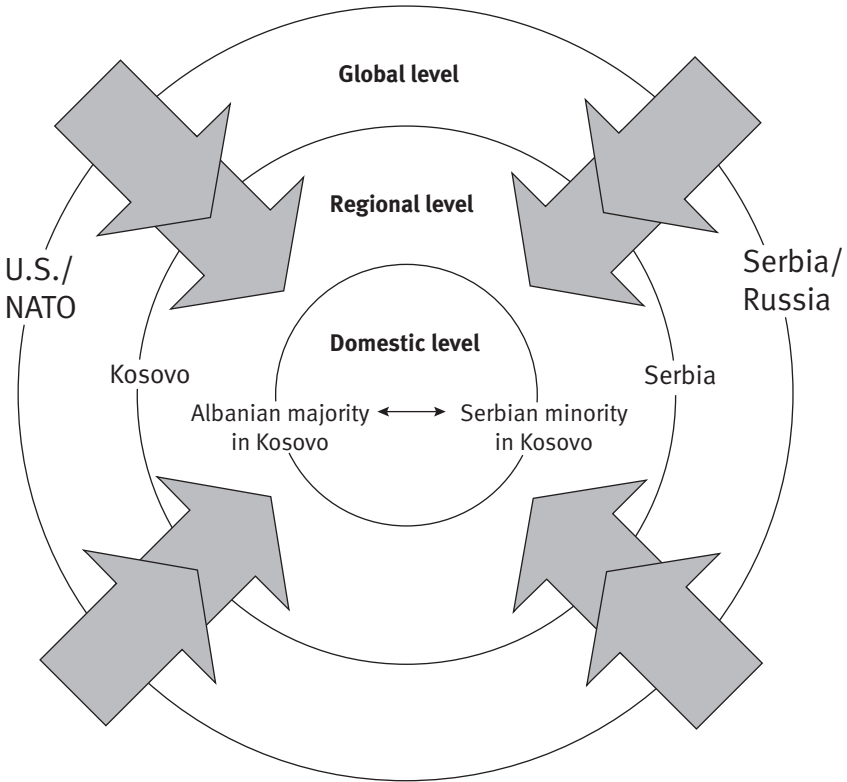 Global level
Regional level
U.S./
NATO
Serbia/
Russia
Domestic level
Kosovo
Serbia
Albanian majority
in Kosovo
Serbian minority
in Kosovo